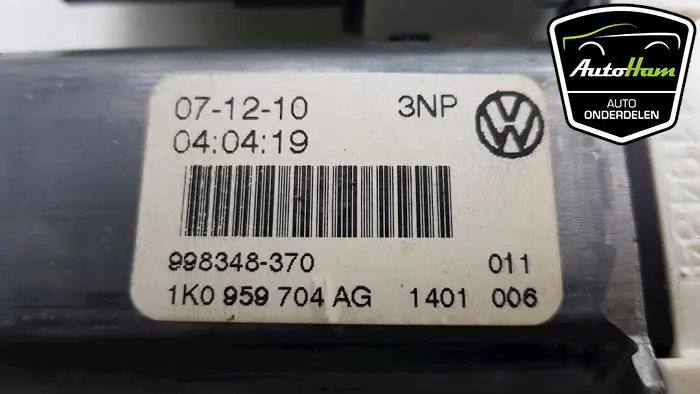 07-12-10 3NP
04:04:19
998348-370 011
1K0 959 704 AG 1401 006
AutoHam
AUTO
ONDERDELEN